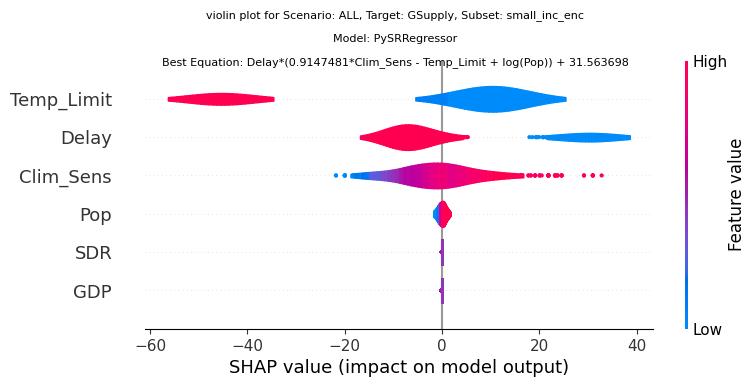 violin plot for Scenario: ALL, Target: GSupply, Subset: small_inc_enc
Model: PySRRegressor
Best Equation: Delay*(0.9147481*Clim_Sens - Temp_Limit + log(Pop)) + 31.563698
High
Temp_Limit
Delay
Clim_Sens
Pop
SDR
GDP
Feature value
Low
−60 −40 −20 0 20 40
SHAP value (impact on model output)